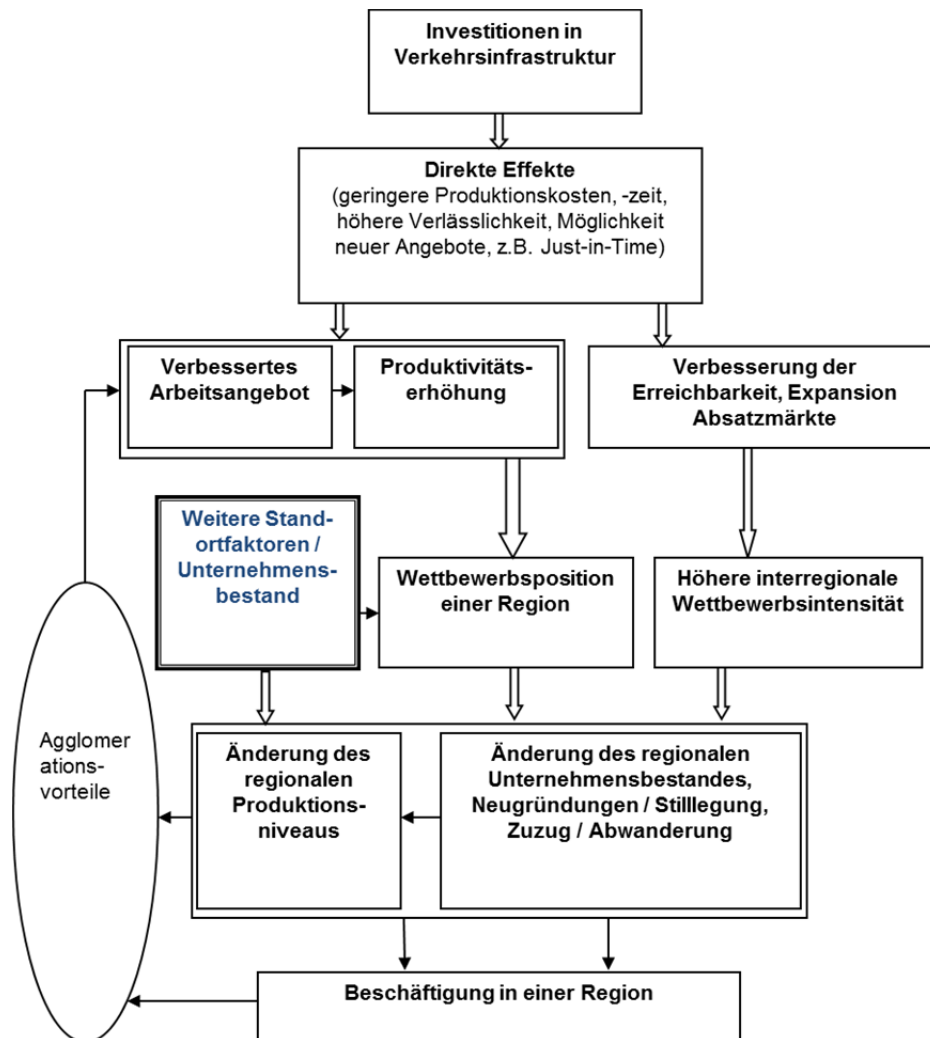 Investitionen in
Verkehrsinfrastruktur
Direkte Effekte
(geringere Produktionskosten, -zeit,
höhere Verlässlichkeit, Möglichkeit
neuer Angebote, z.B. Just-in-Time)
Verbessertes
Arbeitsangebot
Produktivitäts-
erhöhung
Verbesserung der
Erreichbarkeit, Expansion
Absatzmärkte
Weitere Stand-
ortfaktoren /
Unternehmens-
bestand
Wettbewerbsposition
einer Region
Höhere interregionale
Wettbewerbsintensität
Agglomer
ations-
vorteile
Änderung des
regionalen
Produktions-
niveaus
Änderung des regionalen
Unternehmensbestandes,
Neugründungen / Stilllegung,
Zuzug / Abwanderung
Beschäftigung in einer Region